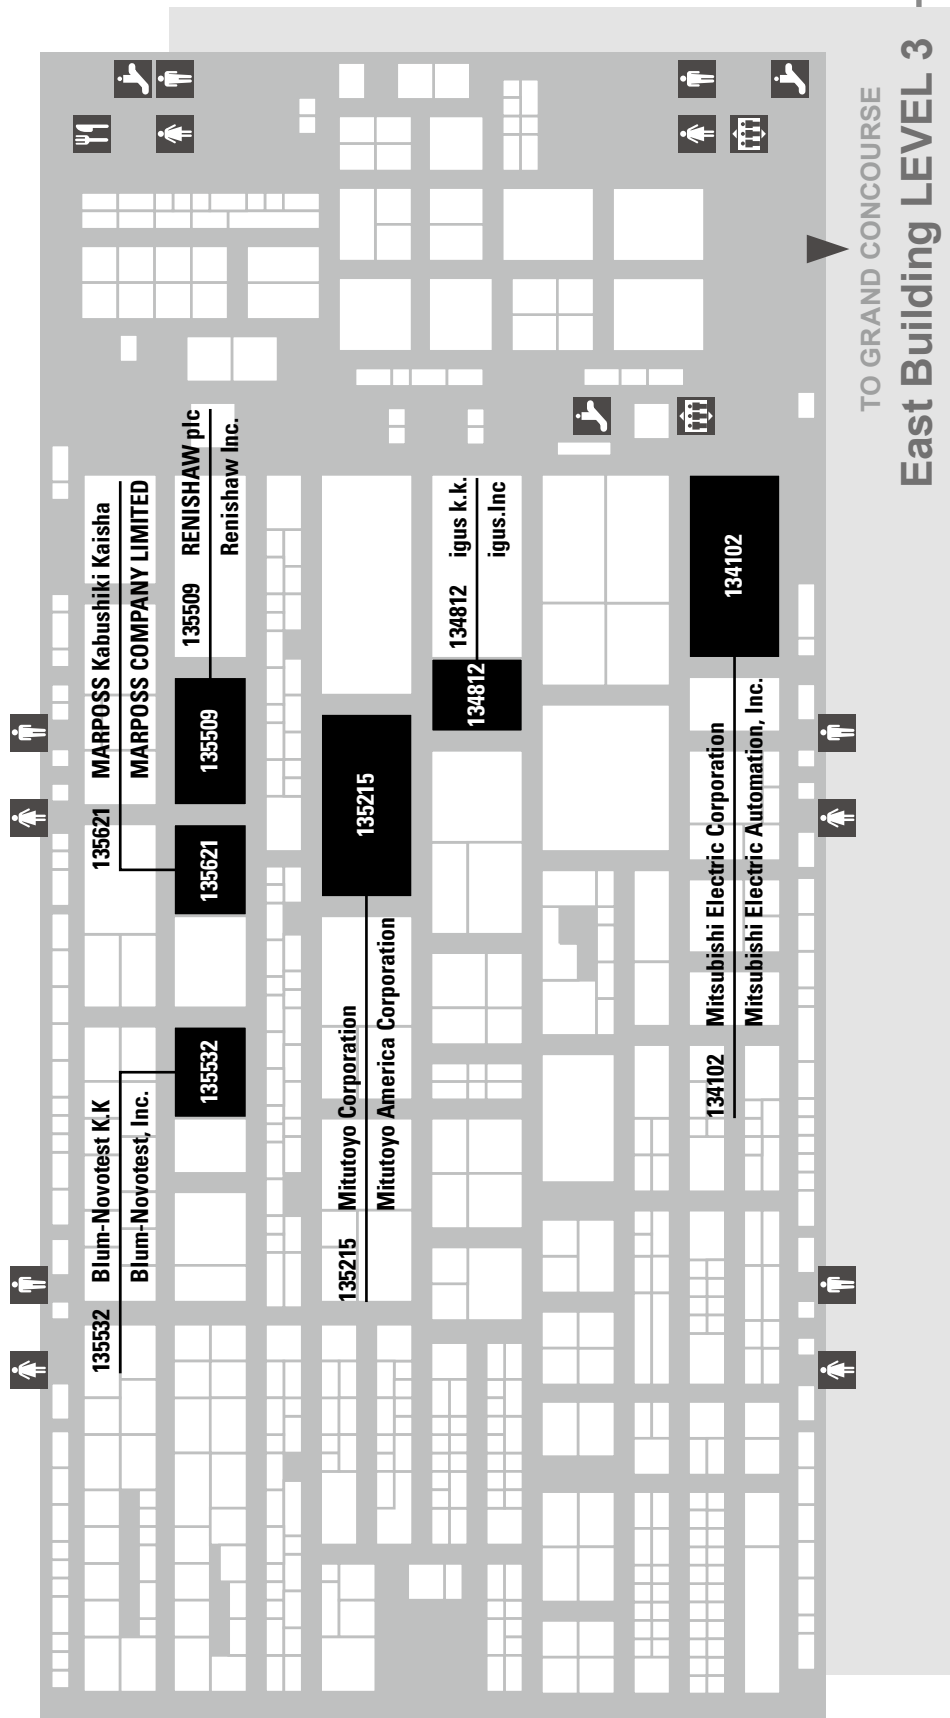 East Building LEVEL 3
TO GRAND CONCOURSE
135532 Blum-Novotest K.K
Blum-Novotest, Inc.
135621 MARPOSS Kabushiki Kaisha
MARPOSS COMPANY LIMITED
135509 RENISHAW plc
Renishaw Inc.
135532
135621
135509
135215 Mitutoyo Corporation
Mitutoyo America Corporation
135215
134812 igus k.k.
igus.Inc
134812
134102 Mitsubishi Electric Corporation
Mitsubishi Electric Automation, Inc.
134102